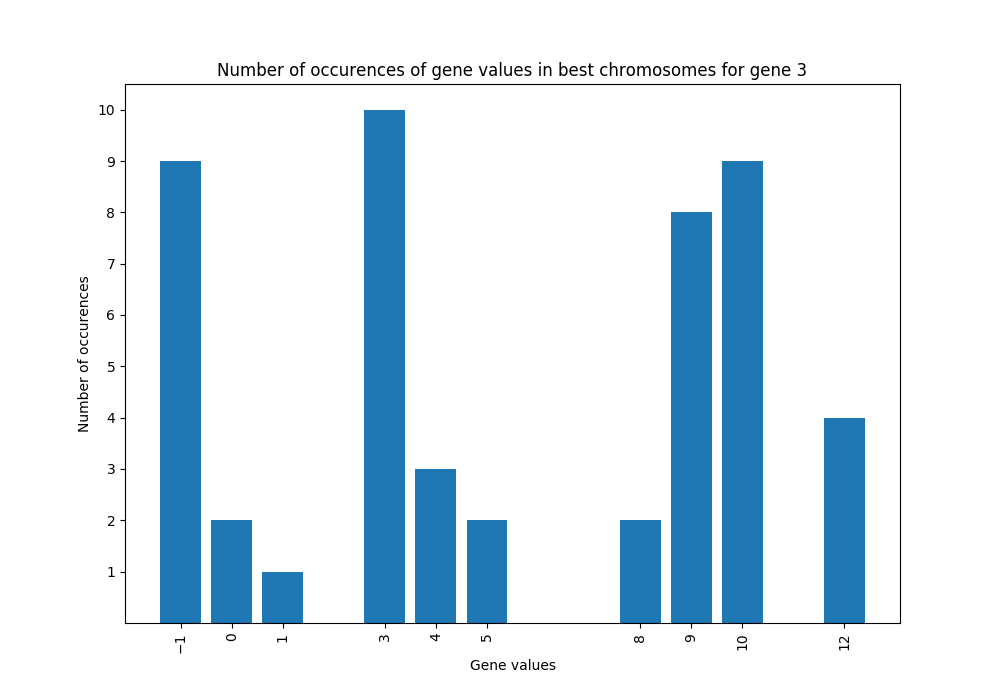 Number of occurences of gene values in best chromosomes for gene 3
10
9
8
7
6
5
4
3
2
1
Number of occurences
−1 0 1 3 4 5 8 9 10 12
Gene values